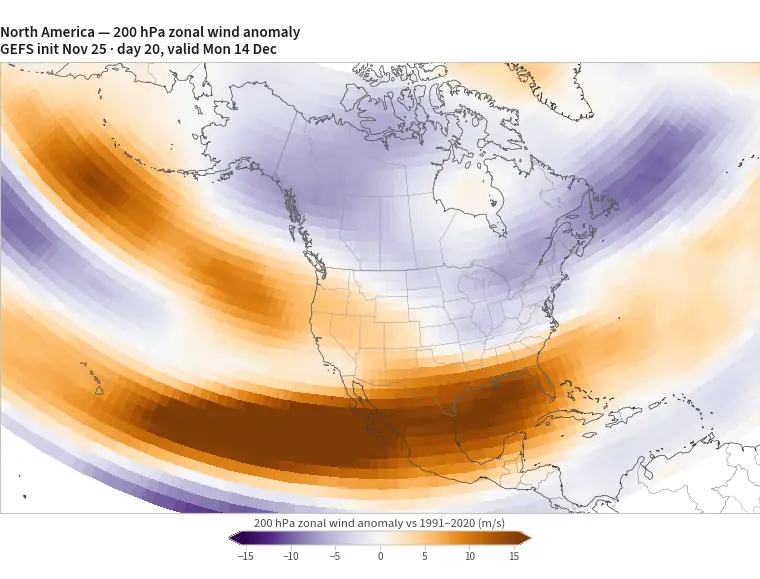 North America — 200 hPa zonal wind anomaly
GEFS init Nov 25 · day 20, valid Mon 14 Dec
200 hPa zonal wind anomaly vs 1991–2020 (m/s)
−15 −10 −5 0 5 10 15